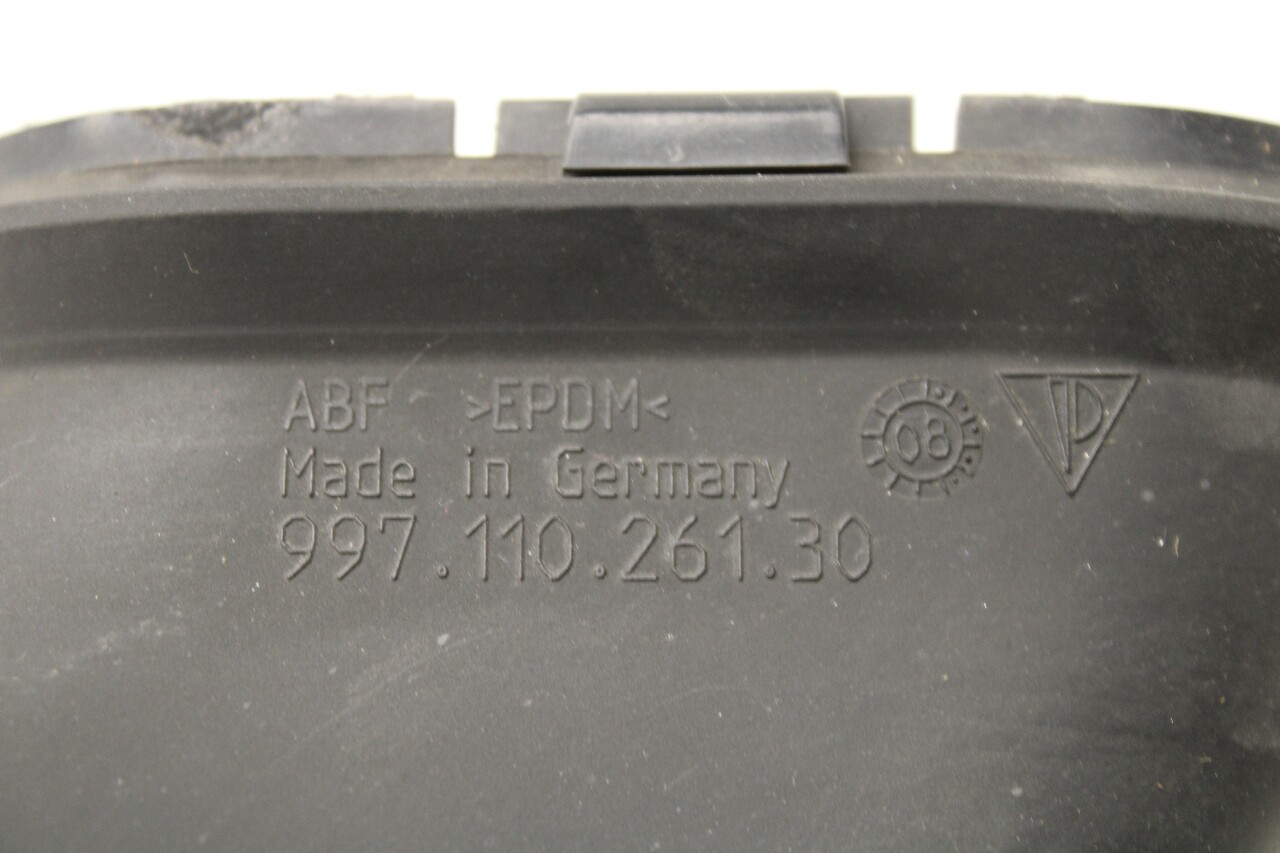 ABF >EPDM<
Made in Germany
997.110.261.30
08